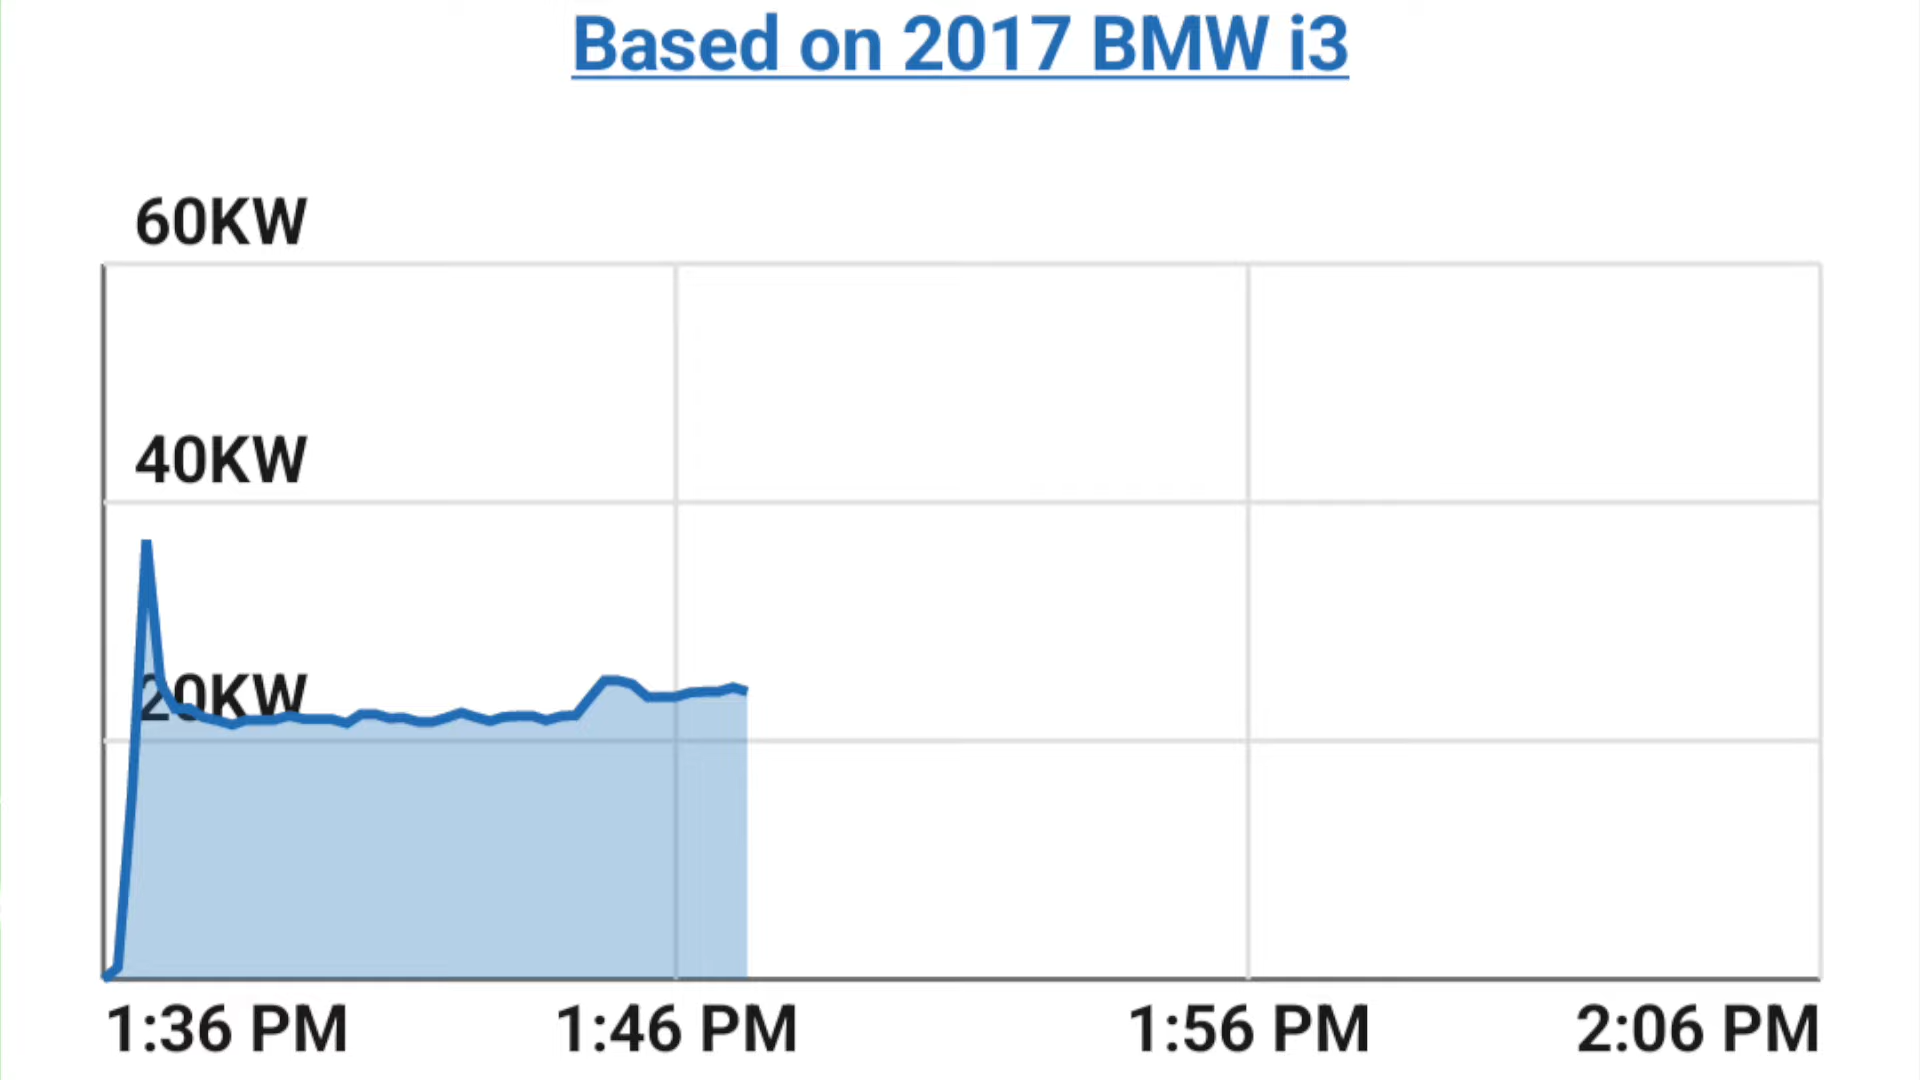 Based on 2017 BMW i3
60KW
40KW
20KW
1:36 PM 1:46 PM 1:56 PM 2:06 PM